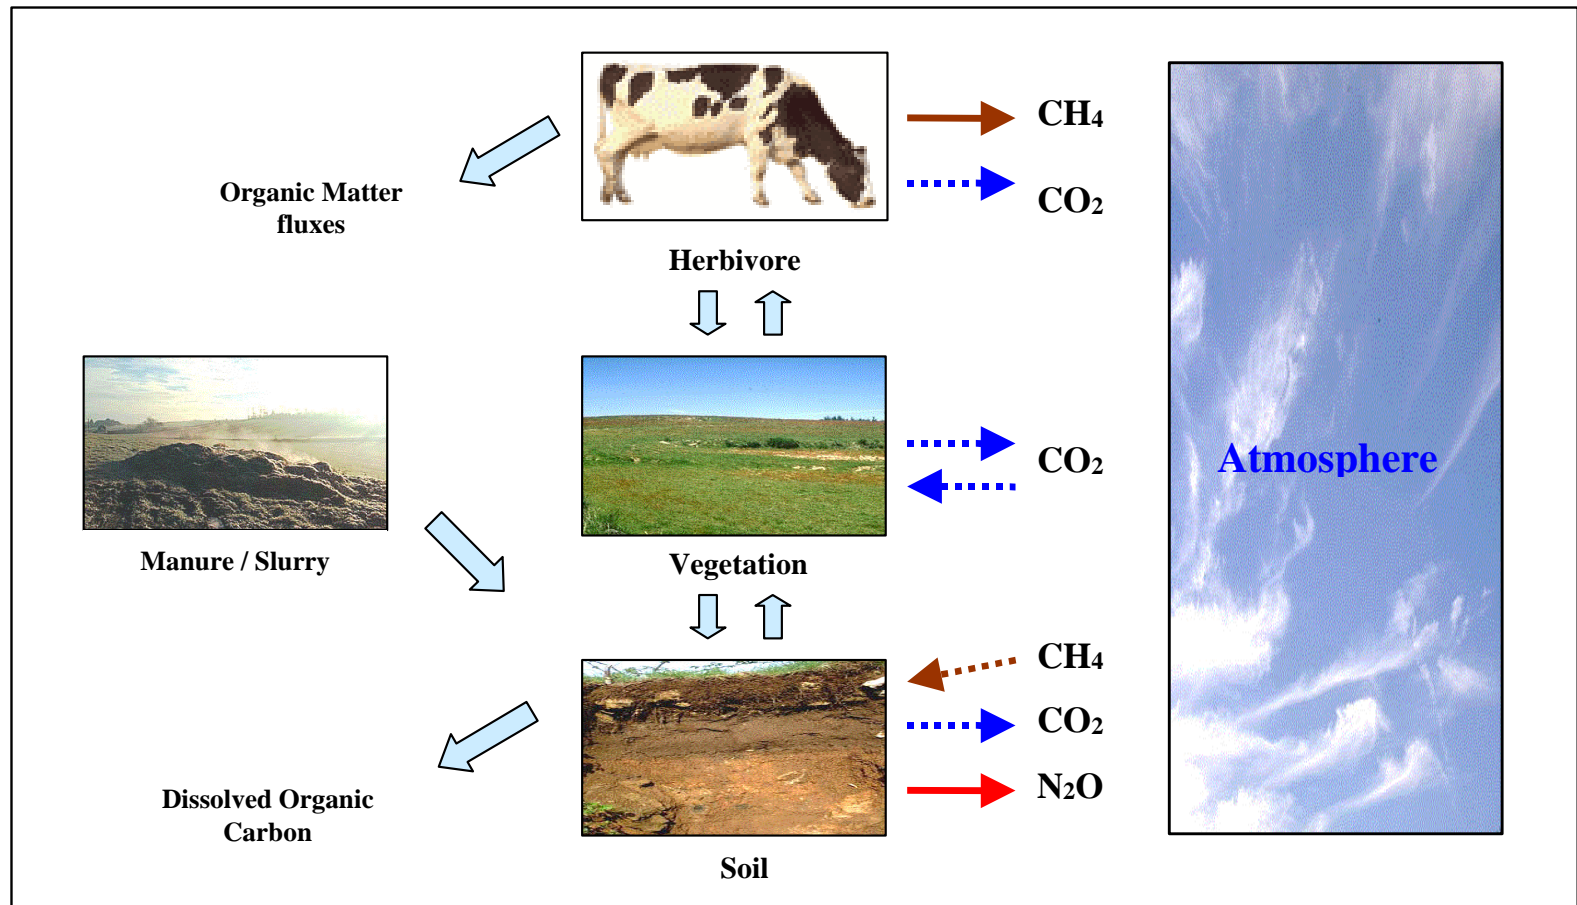 CH₄
Organic Matter
fluxes
CO₂
Herbivore
CO₂
Atmosphere
Manure / Slurry
Vegetation
CH₄
CO₂
N₂O
Dissolved Organic
Carbon
Soil